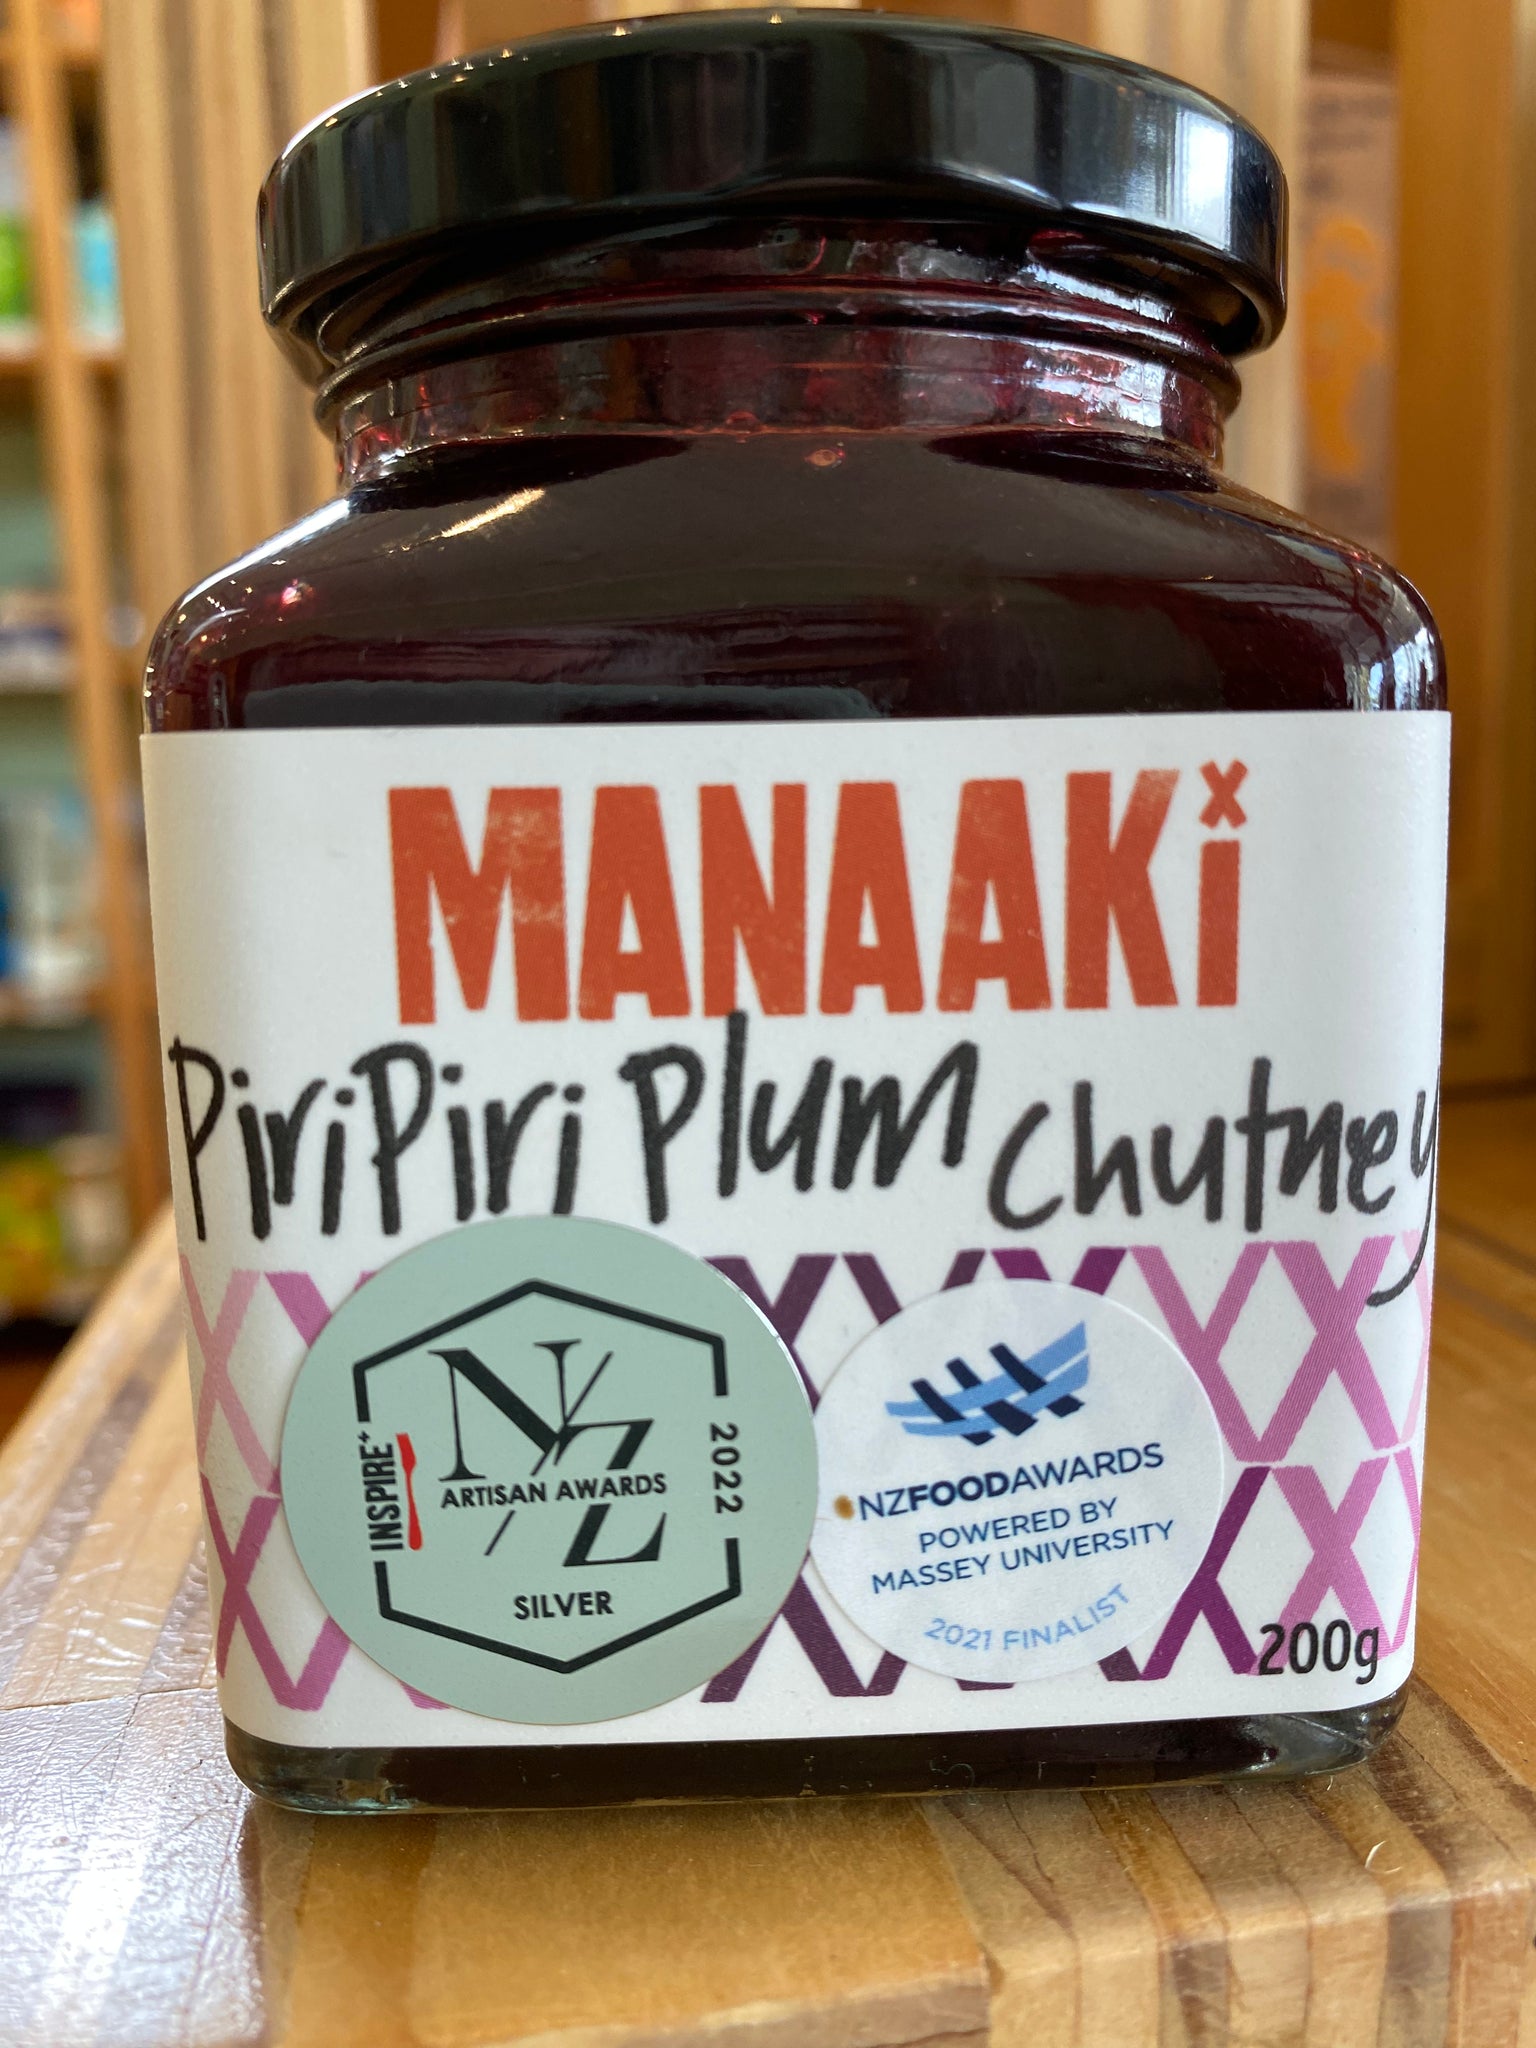 MANAAKi
PiriPiri Plum Chutney
INSPIRE+
NZ
ARTISAN AWARDS
2022
SILVER
NZFOODAWARDS
POWERED BY
MASSEY UNIVERSITY
2021 FINALIST
200g